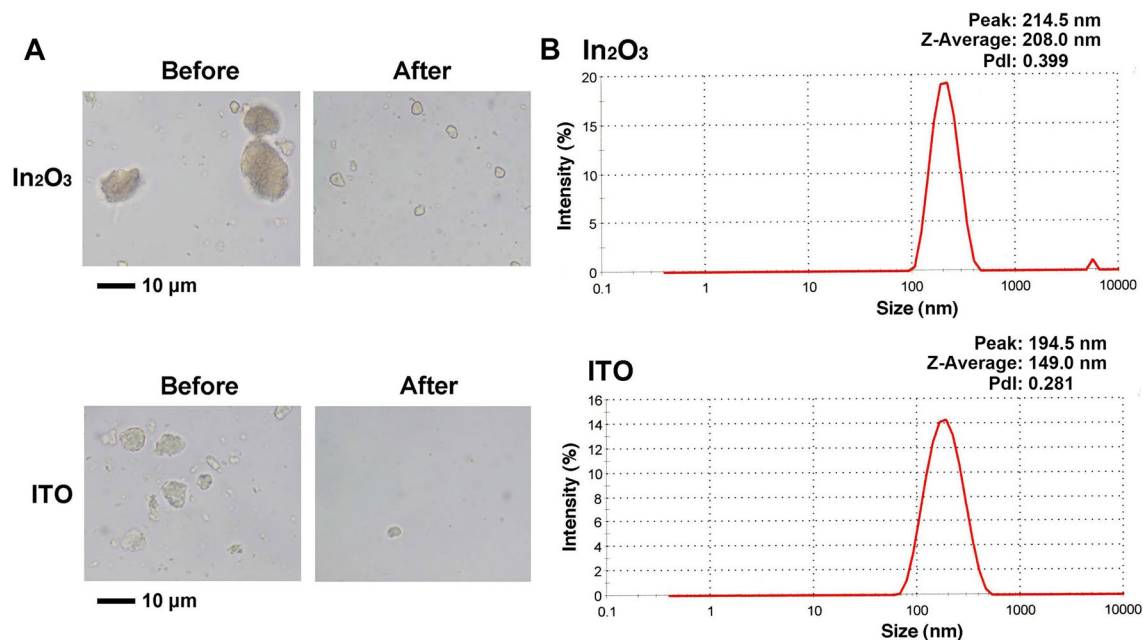 A
Before
After
In₂O₃
10 μm
Before
After
ITO
10 μm
B
In₂O₃
Peak: 214.5 nm
Z-Average: 208.0 nm
PdI: 0.399
Intensity (%)
20
15
10
5
0
0.1 1 10 100 1000 10000
Size (nm)
ITO
Peak: 194.5 nm
Z-Average: 149.0 nm
PdI: 0.281
Intensity (%)
16
14
12
10
8
6
4
2
0
0.1 1 10 100 1000 10000
Size (nm)